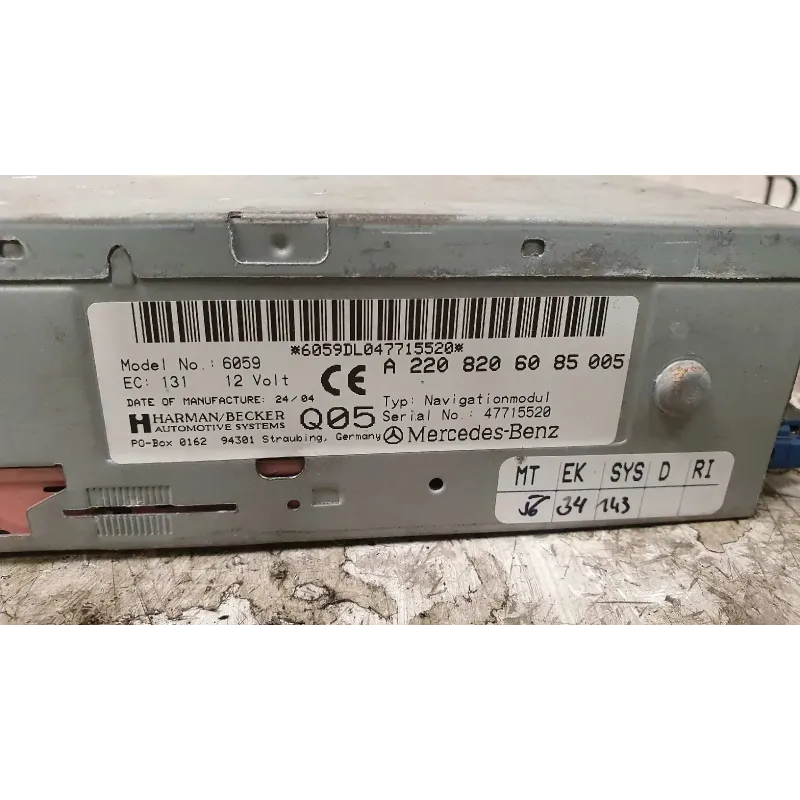 *6059DL047715520*
Model No.: 6059
A 220 820 60 85 005
EC: 131 12 Volt
CE
Typ: Navigationmodul
DATE OF MANUFACTURE: 24/04
HARMAN/BECKER
AUTOMOTIVE SYSTEMS
Q05
Serial No.: 47715520
PO-Box 0162 94301 Straubing, Germany
Mercedes-Benz
MT EK SYS D RI
34 143